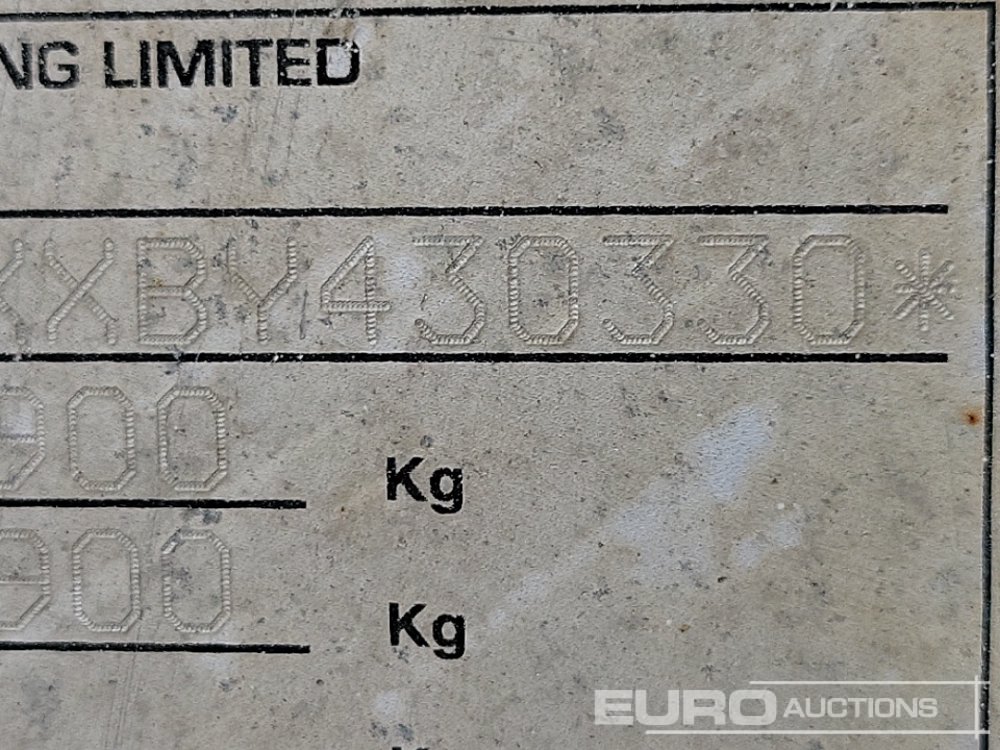 NG LIMITED
XXBY430330*
900
Kg
900
Kg
EURO AUCTIONS